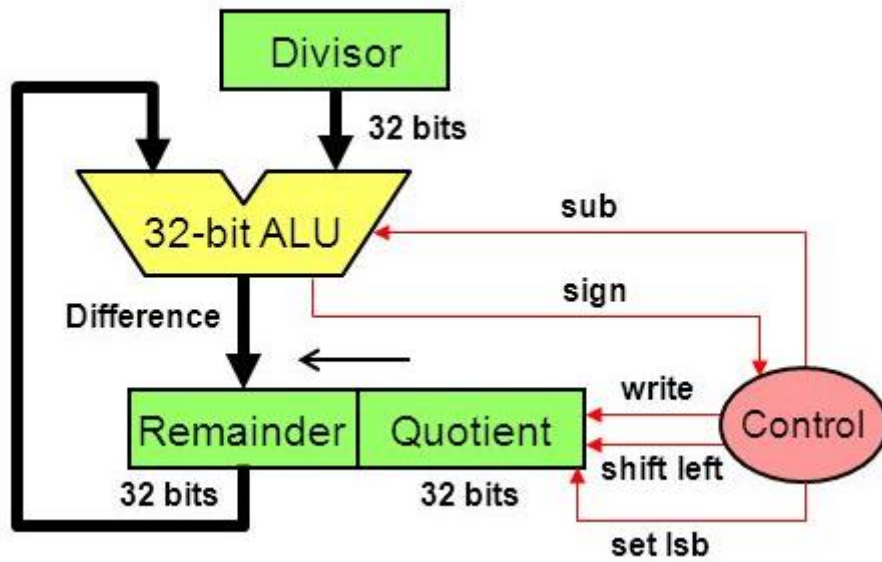 Divisor
32 bits
32-bit ALU
sub
sign
Difference
write
Remainder
Quotient
Control
shift left
32 bits
32 bits
set lsb